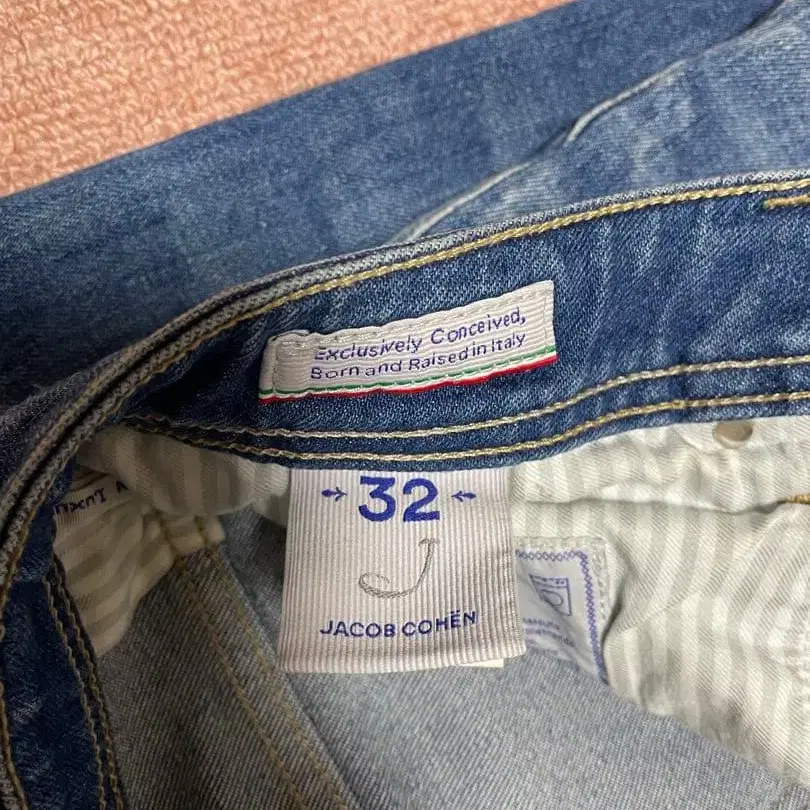 Exclusively Conceived,
Born and Raised in Italy
32
J
JACOB COHËN